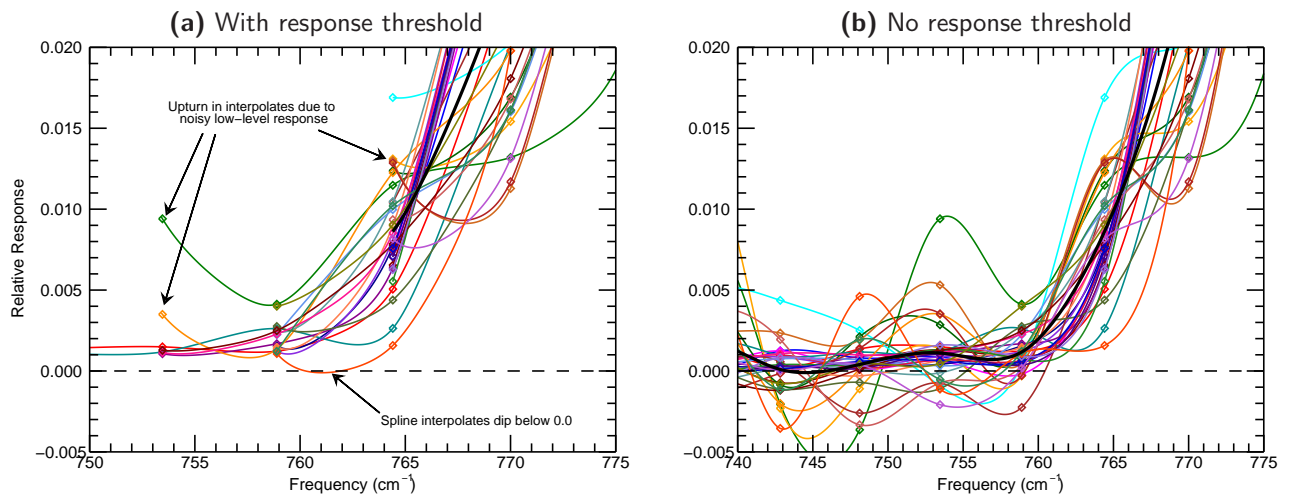 (a) With response threshold
(b) No response threshold
Relative Response
0.020
0.015
0.010
0.005
0.000
−0.005
750 755 760 765 770 775
Frequency (cm⁻¹)
Upturn in interpolates due to
noisy low−level response
Spline interpolates dip below 0.0
0.020
0.015
0.010
0.005
0.000
−0.005
740 745 750 755 760 765 770 775
Frequency (cm⁻¹)